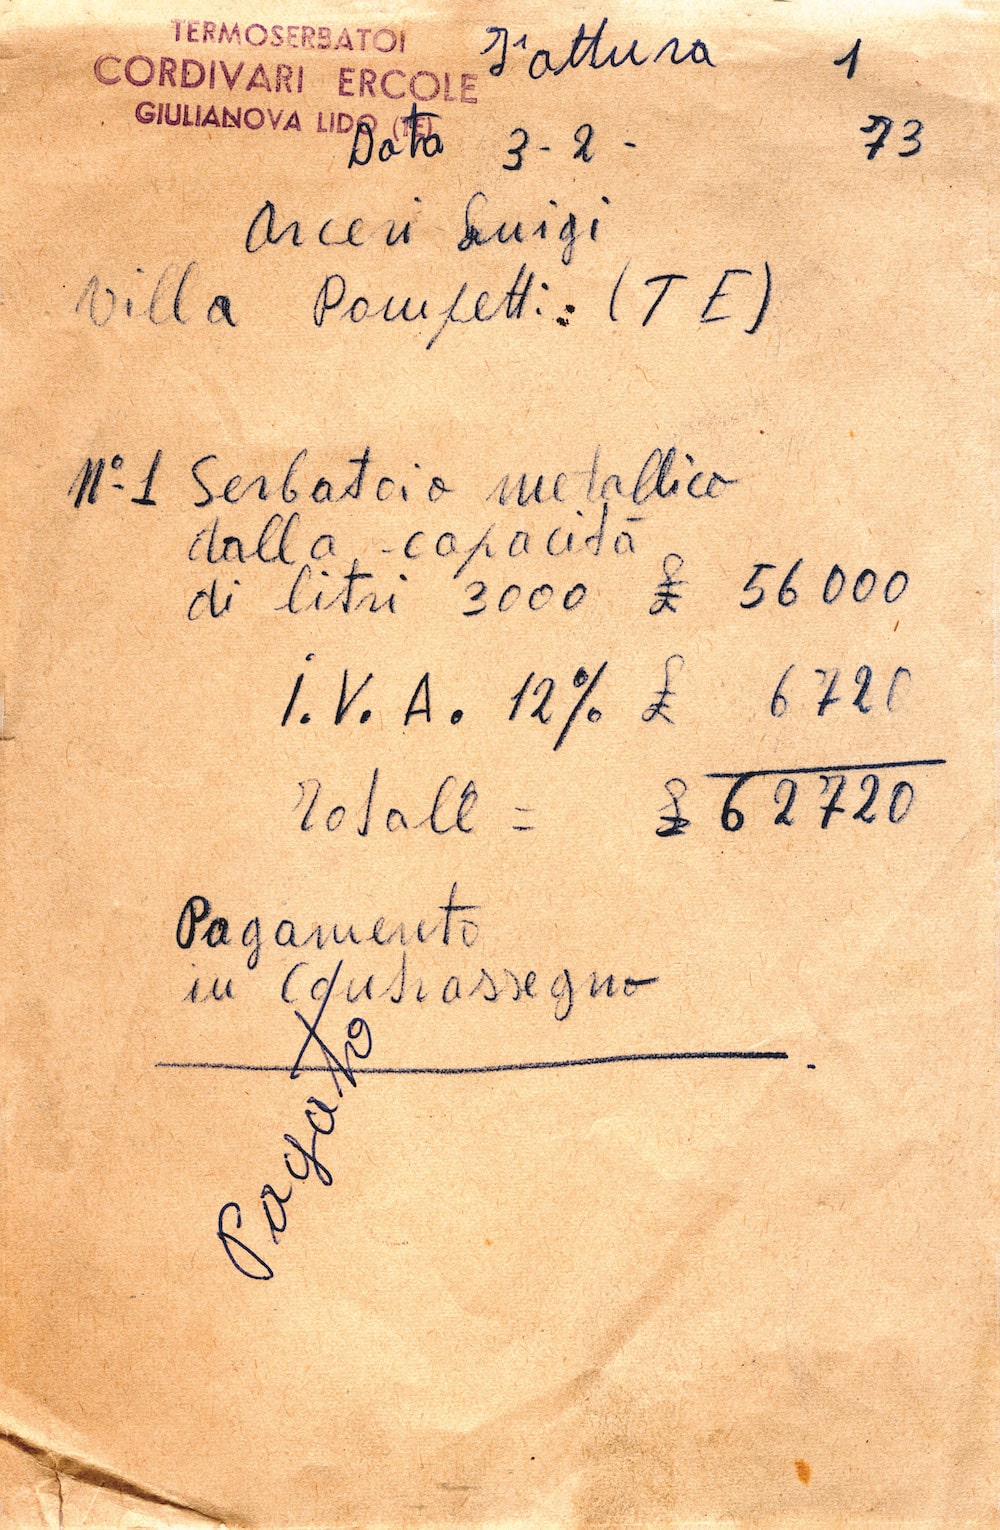 TERMOSERBATOI
CORDIVARI ERCOLE
GIULIANOVA LIDO (TE)
Fattura 1
Data 3-2- 73
Arceri Luigi
Villa Pompetti: (TE)
N°-1 Serbatoio metallico
dalla capacità
di litri 3000 £ 56000
I.V.A. 12% £ 6720
Totale = £ 62720
Pagamento
in Contrassegno
Pagato